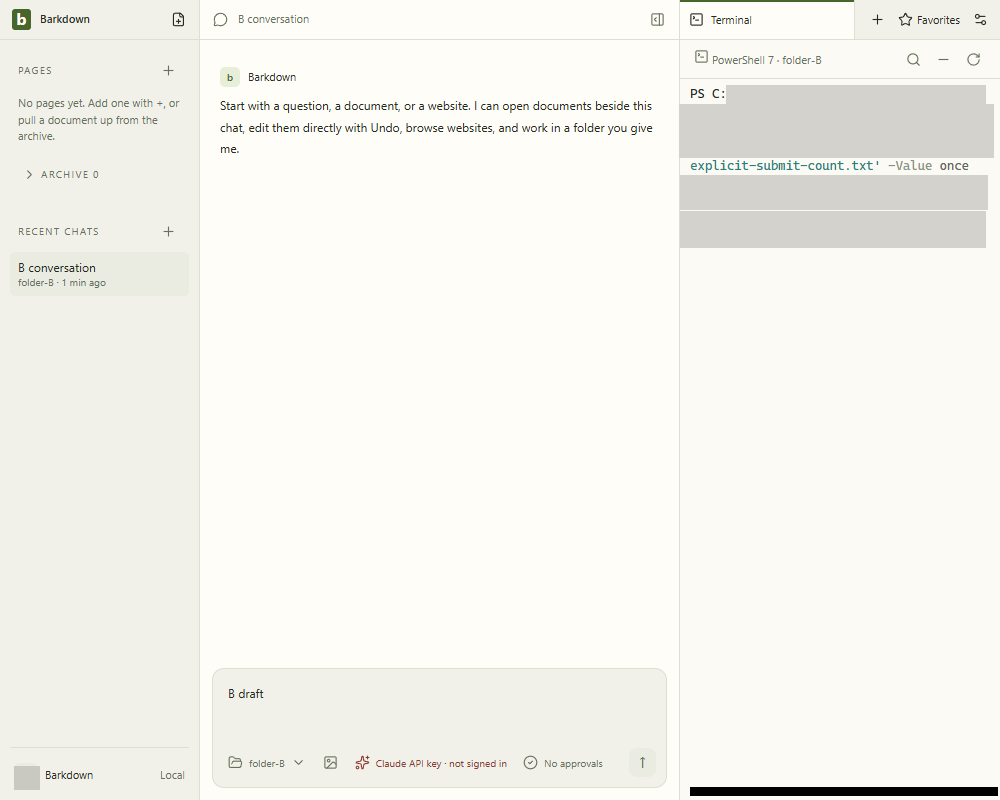 b Barkdown
PAGES
No pages yet. Add one with +, or
pull a document up from the
archive.
ARCHIVE 0
RECENT CHATS
B conversation
folder-B · 1 min ago
Barkdown
Local
B conversation
b Barkdown
Start with a question, a document, or a website. I can open documents beside this
chat, edit them directly with Undo, browse websites, and work in a folder you give
me.
B draft
folder-B
Claude API key · not signed in
No approvals
Terminal
Favorites
PowerShell 7 · folder-B
PS C:
explicit-submit-count.txt' -Value once